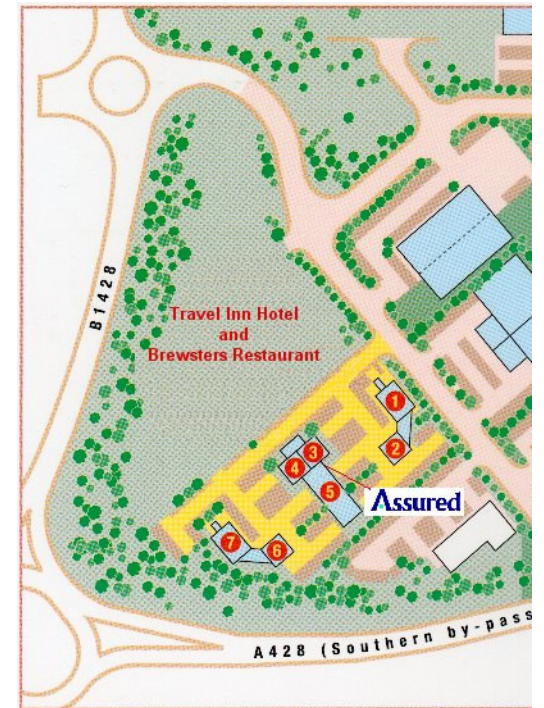 B1428
Travel Inn Hotel
and
Brewsters Restaurant
1
2
3
4
5
Assured
7
6
A428 (Southern by-pass